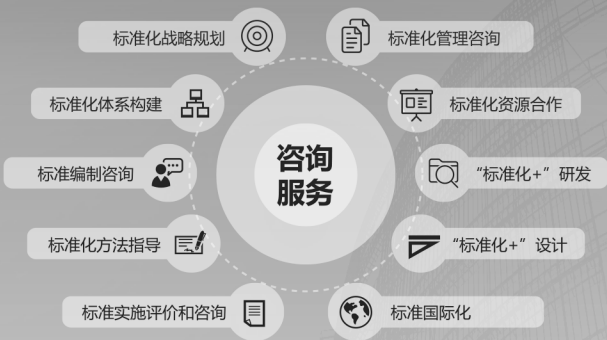 标准化战略规划
标准化管理咨询
标准化体系构建
标准化资源合作
标准编制咨询
咨询
服务
“标准化+”研发
标准化方法指导
“标准化+”设计
标准实施评价和咨询
标准国际化